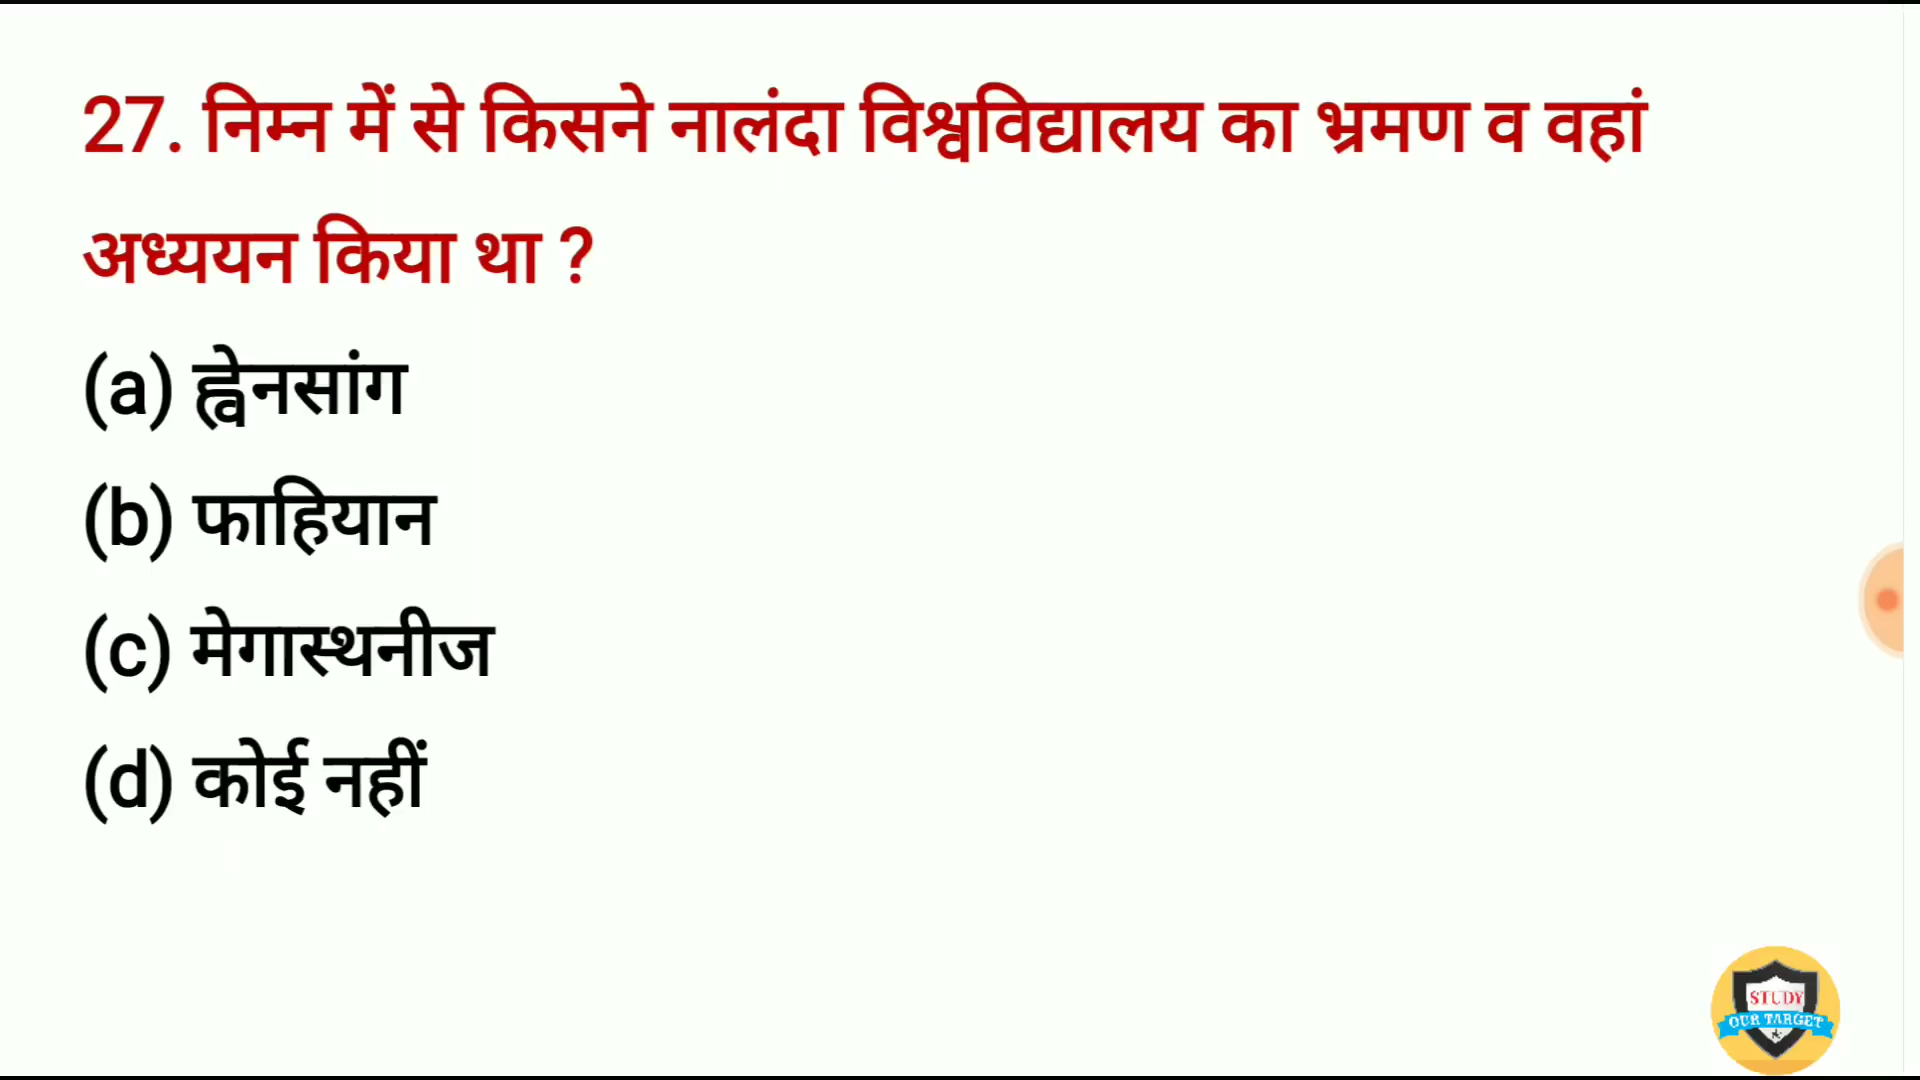 27. निम्न में से किसने नालंदा विश्वविद्यालय का भ्रमण व वहां
अध्ययन किया था ?
(a) ह्वेनसांग
(b) फाहियान
(c) मेगास्थनीज
(d) कोई नहीं
STUDY
OUR TARGET